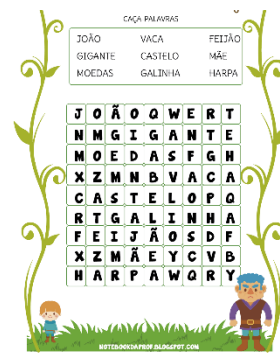 CAÇA PALAVRAS
JOÃO VACA FEIJÃO
GIGANTE CASTELO MÃE
MOEDAS GALINHA HARPA
J O Ã O Q W E R T
N M G I G A N T E
M O E D A S F G H
X Z M N B V A C A
C A S T E L O P Q
R T G A L I N H A
F E I J Ã O S D F
X Z M Ã E Y C V B
H A R P A W Q R Y
NOTEBOOKDAPROF.BLOGSPOT.COM